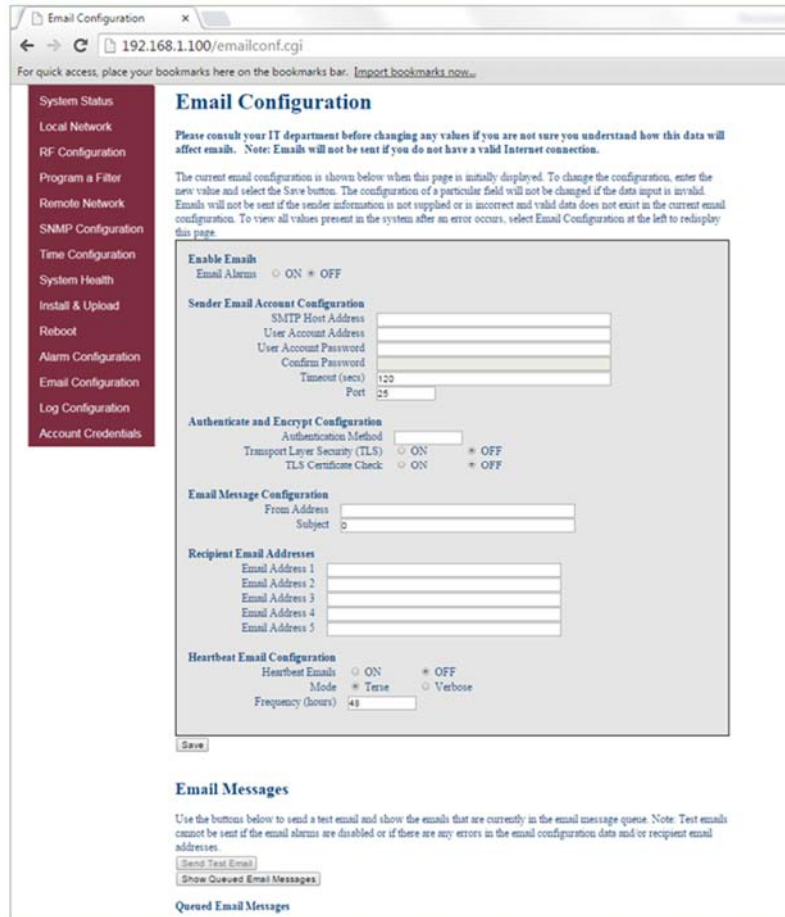 Email Configuration
192.168.1.100/emailconf.cgi
For quick access, place your bookmarks here on the bookmarks bar. Import bookmarks now...
System Status
Local Network
RF Configuration
Program a Filter
Remote Network
SNMP Configuration
Time Configuration
System Health
Install & Upload
Reboot
Alarm Configuration
Email Configuration
Log Configuration
Account Credentials
Email Configuration
Please consult your IT department before changing any values if you are not sure you understand how this data will
affect emails. Note: Emails will not be sent if you do not have a valid Internet connection.
The current email configuration is shown below when this page is initially displayed. To change the configuration, enter the
new value and select the Save button. The configuration of a particular field will not be changed if the data input is invalid.
Emails will not be sent if the sender information is not supplied or is incorrect and valid data does not exist in the current email
configuration. To view all values present in the system after an error occurs, select Email Configuration at the left to redisplay
this page.
Enable Emails
Email Alarms ON OFF
Sender Email Account Configuration
SMTP Host Address
User Account Address
User Account Password
Confirm Password
Timeout (secs) 120
Port 25
Authenticate and Encrypt Configuration
Authentication Method
Transport Layer Security (TLS) ON OFF
TLS Certificate Check ON OFF
Email Message Configuration
From Address
Subject 0
Recipient Email Addresses
Email Address 1
Email Address 2
Email Address 3
Email Address 4
Email Address 5
Heartbeat Email Configuration
Heartbeat Emails ON OFF
Mode Terse Verbose
Frequency (hours) 48
Save
Email Messages
Use the buttons below to send a test email and show the emails that are currently in the email message queue. Note: Test emails
cannot be sent if the email alarms are disabled or if there are any errors in the email configuration data and/or recipient email
addresses.
Send Test Email
Show Queued Email Messages
Queued Email Messages